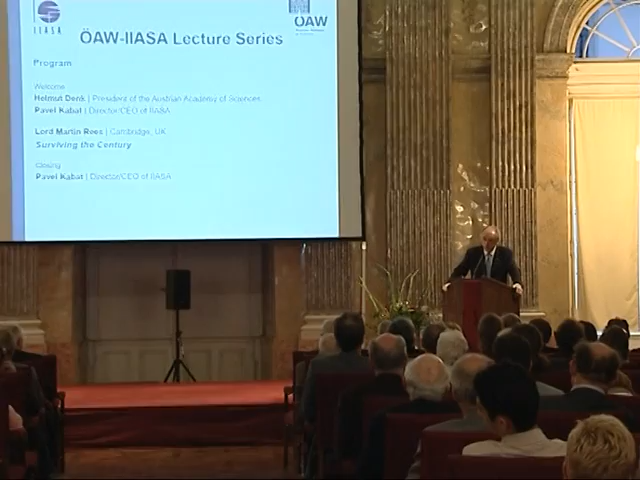 IIASA
ÖAW
ÖAW-IIASA Lecture Series
Program
Welcome
Helmut Denk | President of the Austrian Academy of Sciences
Pavel Kabat | Director/CEO of IIASA
Lord Martin Rees | Cambridge, UK
Surviving the Century
Closing
Pavel Kabat | Director/CEO of IIASA